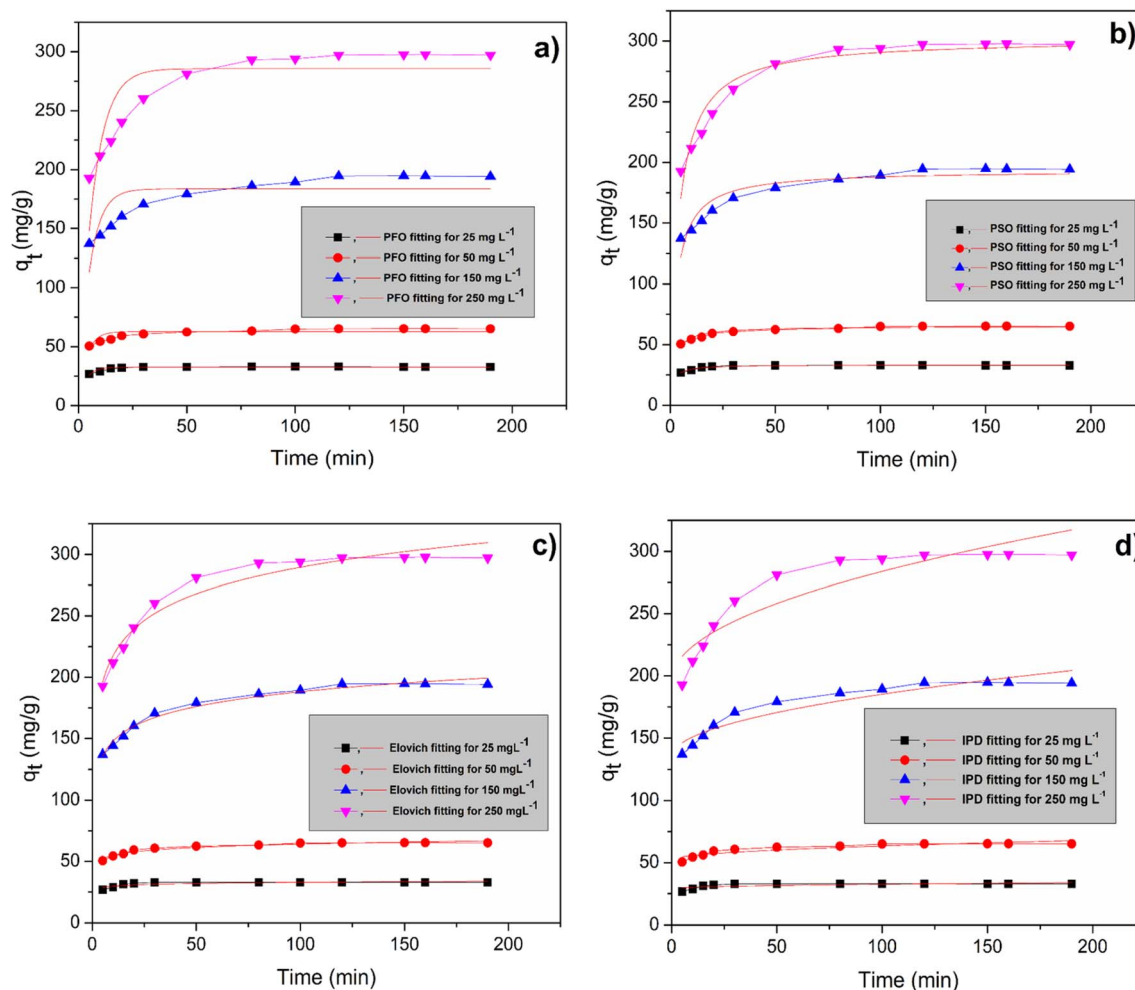 a)
300
250
200
150
100
50
0
q_t (mg/g)
■, — PFO fitting for 25 mg L⁻¹
●, — PFO fitting for 50 mg L⁻¹
▲, — PFO fitting for 150 mg L⁻¹
▼, — PFO fitting for 250 mg L⁻¹
0 50 100 150 200
Time (min)
b)
300
250
200
150
100
50
0
q_t (mg/g)
■, — PSO fitting for 25 mg L⁻¹
●, — PSO fitting for 50 mg L⁻¹
▲, — PSO fitting for 150 mg L⁻¹
▼, — PSO fitting for 250 mg L⁻¹
0 50 100 150 200
Time (min)
c)
300
250
200
150
100
50
0
q_t (mg/g)
■, — Elovich fitting for 25 mgL⁻¹
●, — Elovich fitting for 50 mgL⁻¹
▲, — Elovich fitting for 150 mgL⁻¹
▼, — Elovich fitting for 250 mgL⁻¹
0 50 100 150 200
Time (min)
d)
300
250
200
150
100
50
0
q_t (mg/g)
■, — IPD fitting for 25 mg L⁻¹
●, — IPD fitting for 50 mg L⁻¹
▲, — IPD fitting for 150 mg L⁻¹
▼, — IPD fitting for 250 mg L⁻¹
0 50 100 150 200
Time (min)